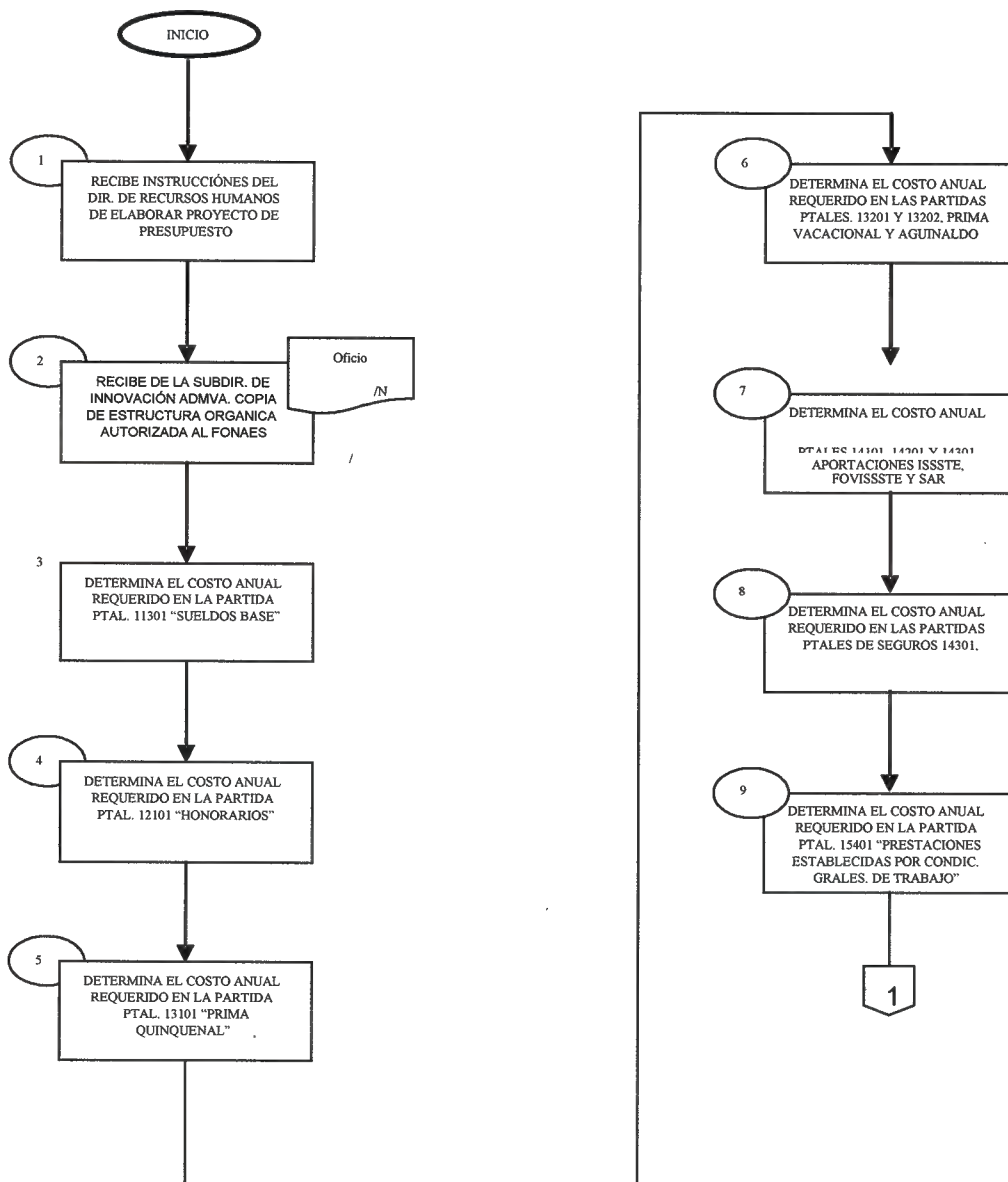 INICIO
1
RECIBE INSTRUCCIÓNES DEL
DIR. DE RECURSOS HUMANOS
DE ELABORAR PROYECTO DE
PRESUPUESTO
2
Oficio
/N
RECIBE DE LA SUBDIR. DE
INNOVACIÓN ADMVA. COPIA
DE ESTRUCTURA ORGANICA
AUTORIZADA AL FONAES
/
3
DETERMINA EL COSTO ANUAL
REQUERIDO EN LA PARTIDA
PTAL. 11301 “SUELDOS BASE”
4
DETERMINA EL COSTO ANUAL
REQUERIDO EN LA PARTIDA
PTAL. 12101 “HONORARIOS”
5
DETERMINA EL COSTO ANUAL
REQUERIDO EN LA PARTIDA
PTAL. 13101 “PRIMA
QUINQUENAL”
6
DETERMINA EL COSTO ANUAL
REQUERIDO EN LAS PARTIDAS
PTALES. 13201 Y 13202, PRIMA
VACACIONAL Y AGUINALDO
7
DETERMINA EL COSTO ANUAL
PTALES 14101, 14201 Y 14301
APORTACIONES ISSSTE,
FOVISSSTE Y SAR
8
DETERMINA EL COSTO ANUAL
REQUERIDO EN LAS PARTIDAS
PTALES DE SEGUROS 14301,
9
DETERMINA EL COSTO ANUAL
REQUERIDO EN LA PARTIDA
PTAL. 15401 “PRESTACIONES
ESTABLECIDAS POR CONDIC.
GRALES. DE TRABAJO”
1